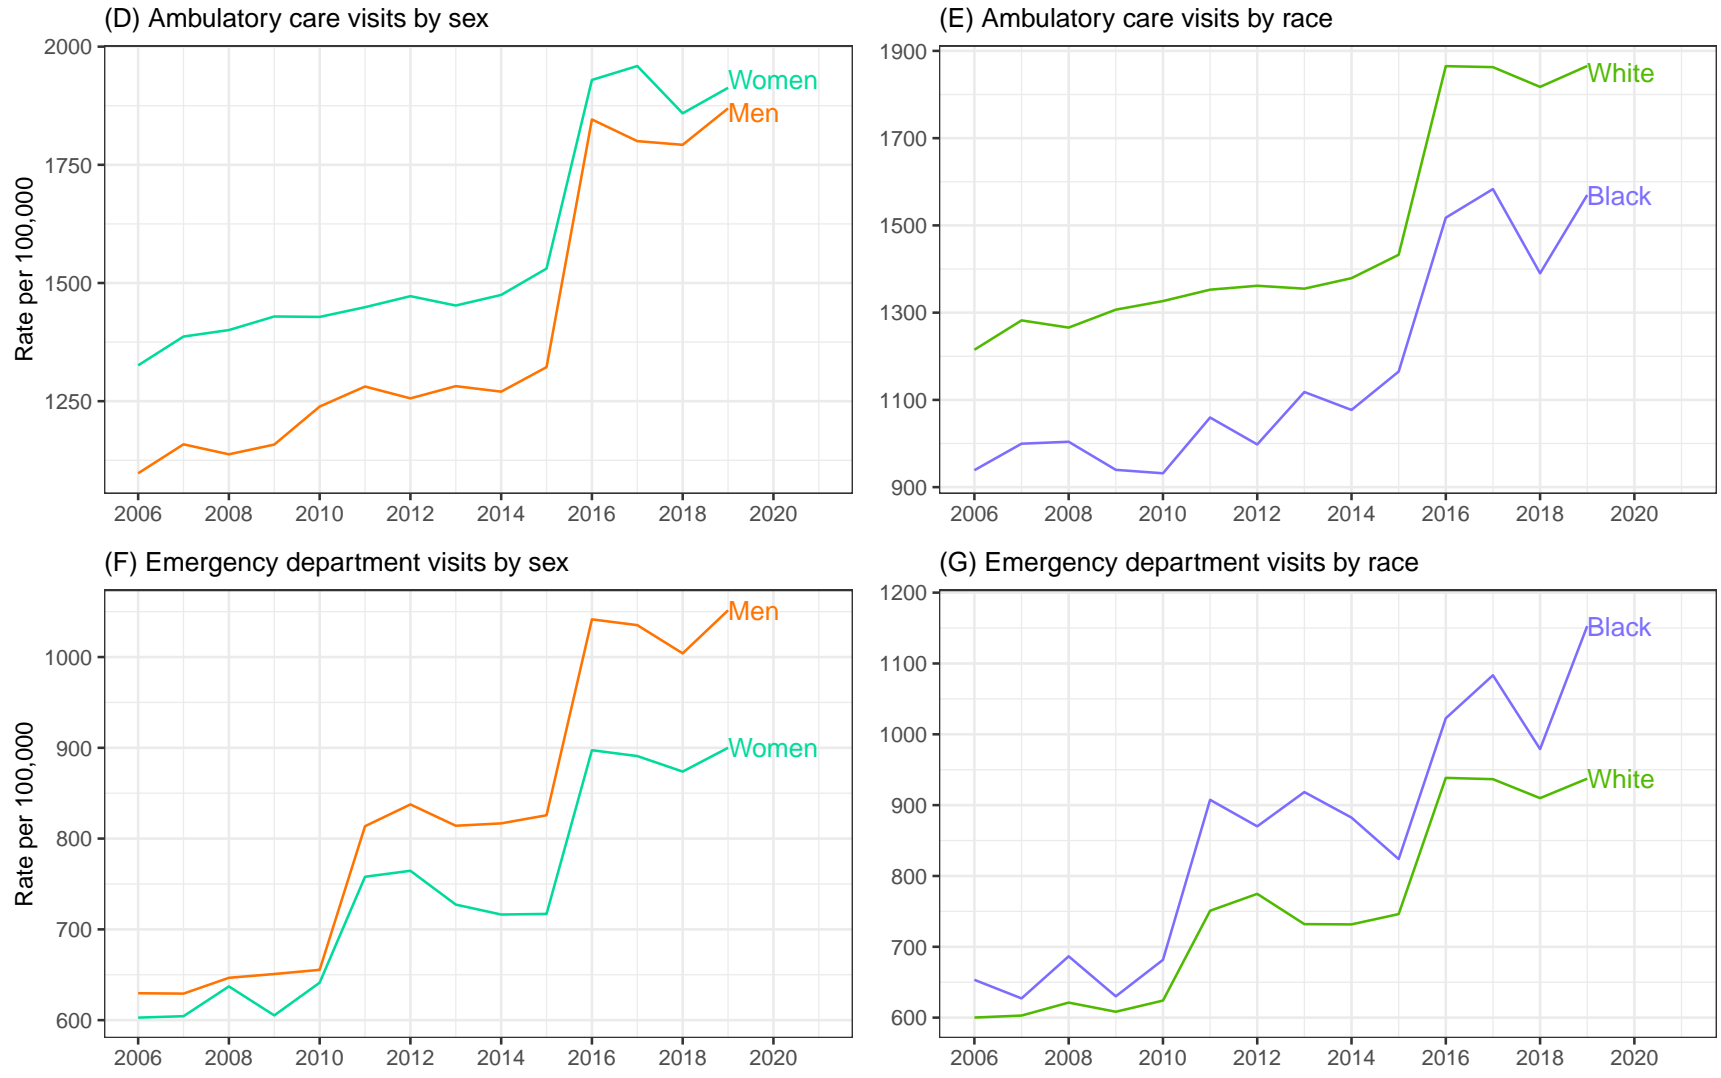 (D) Ambulatory care visits by sex
Rate per 100,000
2000
1750
1500
1250
Women
Men
2006 2008 2010 2012 2014 2016 2018 2020
(E) Ambulatory care visits by race
1900
1700
1500
1300
1100
900
White
Black
2006 2008 2010 2012 2014 2016 2018 2020
(F) Emergency department visits by sex
Rate per 100,000
1000
900
800
700
600
Men
Women
2006 2008 2010 2012 2014 2016 2018 2020
(G) Emergency department visits by race
1200
1100
1000
900
800
700
600
Black
White
2006 2008 2010 2012 2014 2016 2018 2020